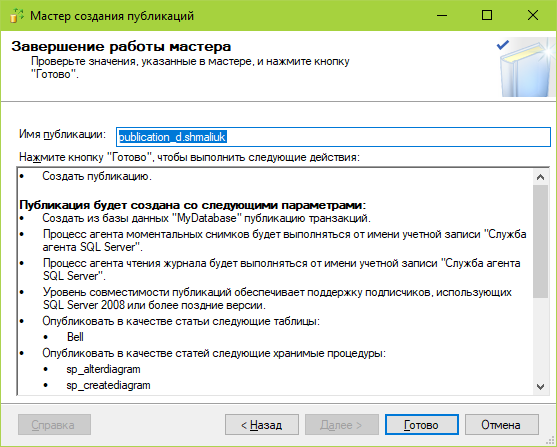 Мастер создания публикаций
Завершение работы мастера
Проверьте значения, указанные в мастере, и нажмите кнопку
"Готово".
Имя публикации: publication_d.shmaliuk
Нажмите кнопку "Готово", чтобы выполнить следующие действия:
• Создать публикацию.
Публикация будет создана со следующими параметрами:
• Создать из базы данных "MyDatabase" публикацию транзакций.
• Процесс агента моментальных снимков будет выполняться от имени учетной записи "Служба
агента SQL Server".
• Процесс агента чтения журнала будет выполняться от имени учетной записи "Служба агента
SQL Server".
• Уровень совместимости публикаций обеспечивает поддержку подписчиков, использующих
SQL Server 2008 или более поздние версии.
• Опубликовать в качестве статьи следующие таблицы:
• Bell
• Опубликовать в качестве статей следующие хранимые процедуры:
• sp_alterdiagram
• sp_creatediagram
Справка < Назад Далее > Готово Отмена